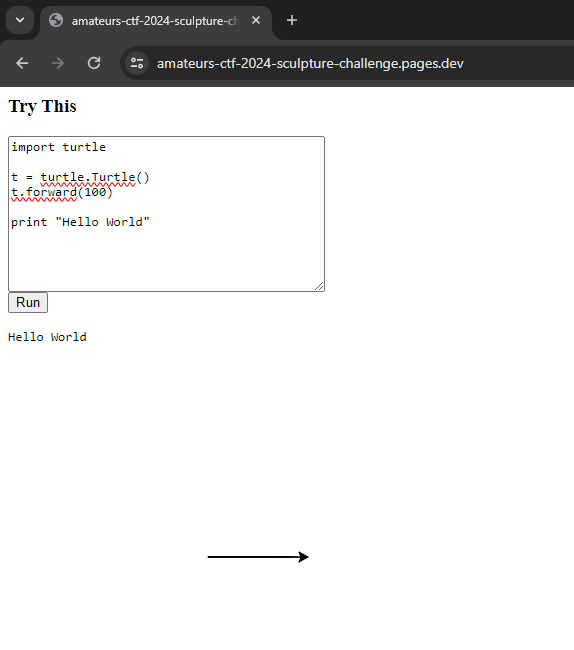 amateurs-ctf-2024-sculpture-ch
amateurs-ctf-2024-sculpture-challenge.pages.dev
Try This
import turtle
t = turtle.Turtle()
t.forward(100)
print "Hello World"
Run
Hello World